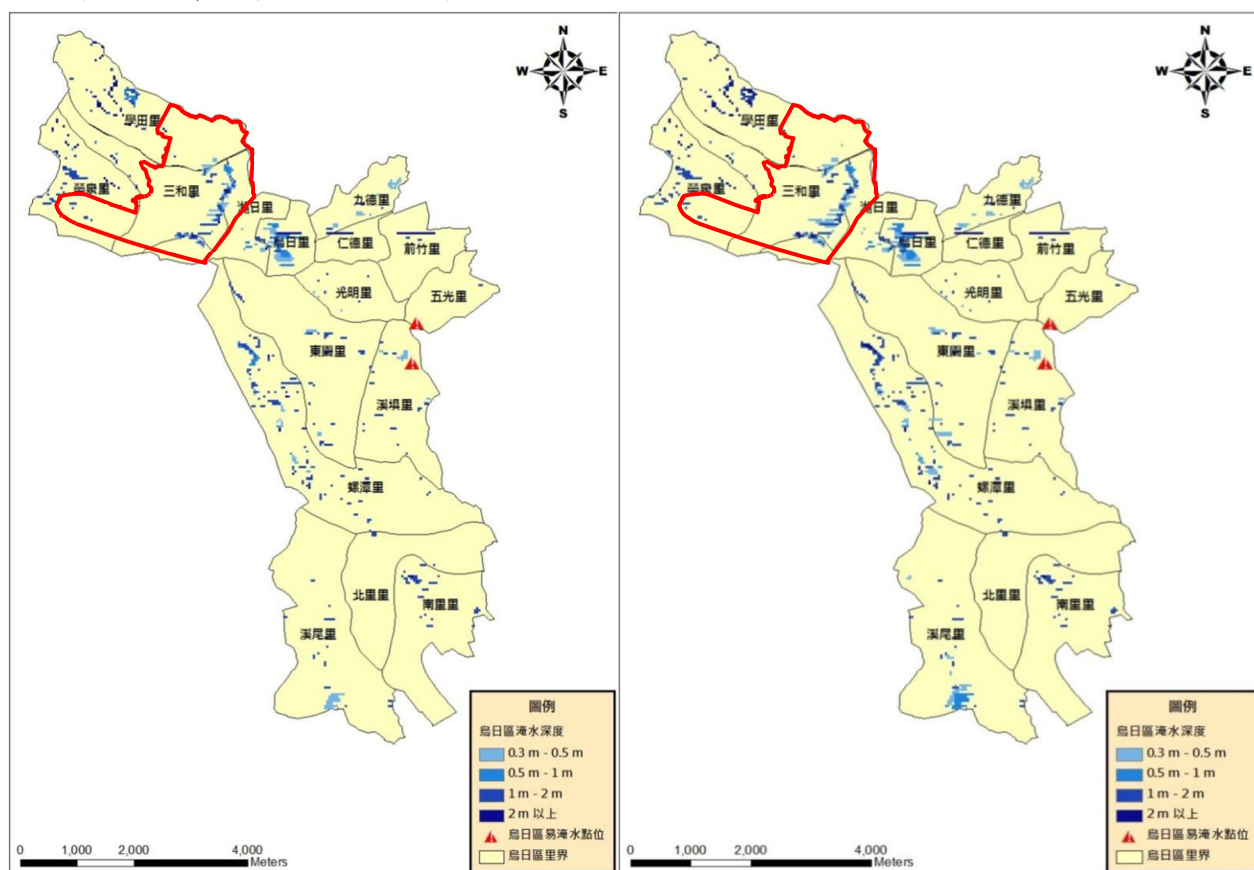 N
W E
S
學田里
榮泉里
三和里
湖日里
九德里
烏日里
仁德里
前竹里
光明里
五光里
東園里
溪埧里
螺潭里
北里里
南里里
溪尾里
圖例
烏日區淹水深度
0.3 m - 0.5 m
0.5 m - 1 m
1 m - 2 m
2 m 以上
烏日區易淹水點位
烏日區里界
0 1,000 2,000 4,000
Meters
N
W E
S
學田里
榮泉里
三和里
湖日里
九德里
烏日里
仁德里
前竹里
光明里
五光里
東園里
溪埧里
螺潭里
北里里
南里里
溪尾里
圖例
烏日區淹水深度
0.3 m - 0.5 m
0.5 m - 1 m
1 m - 2 m
2 m 以上
烏日區易淹水點位
烏日區里界
0 1,000 2,000 4,000
Meters